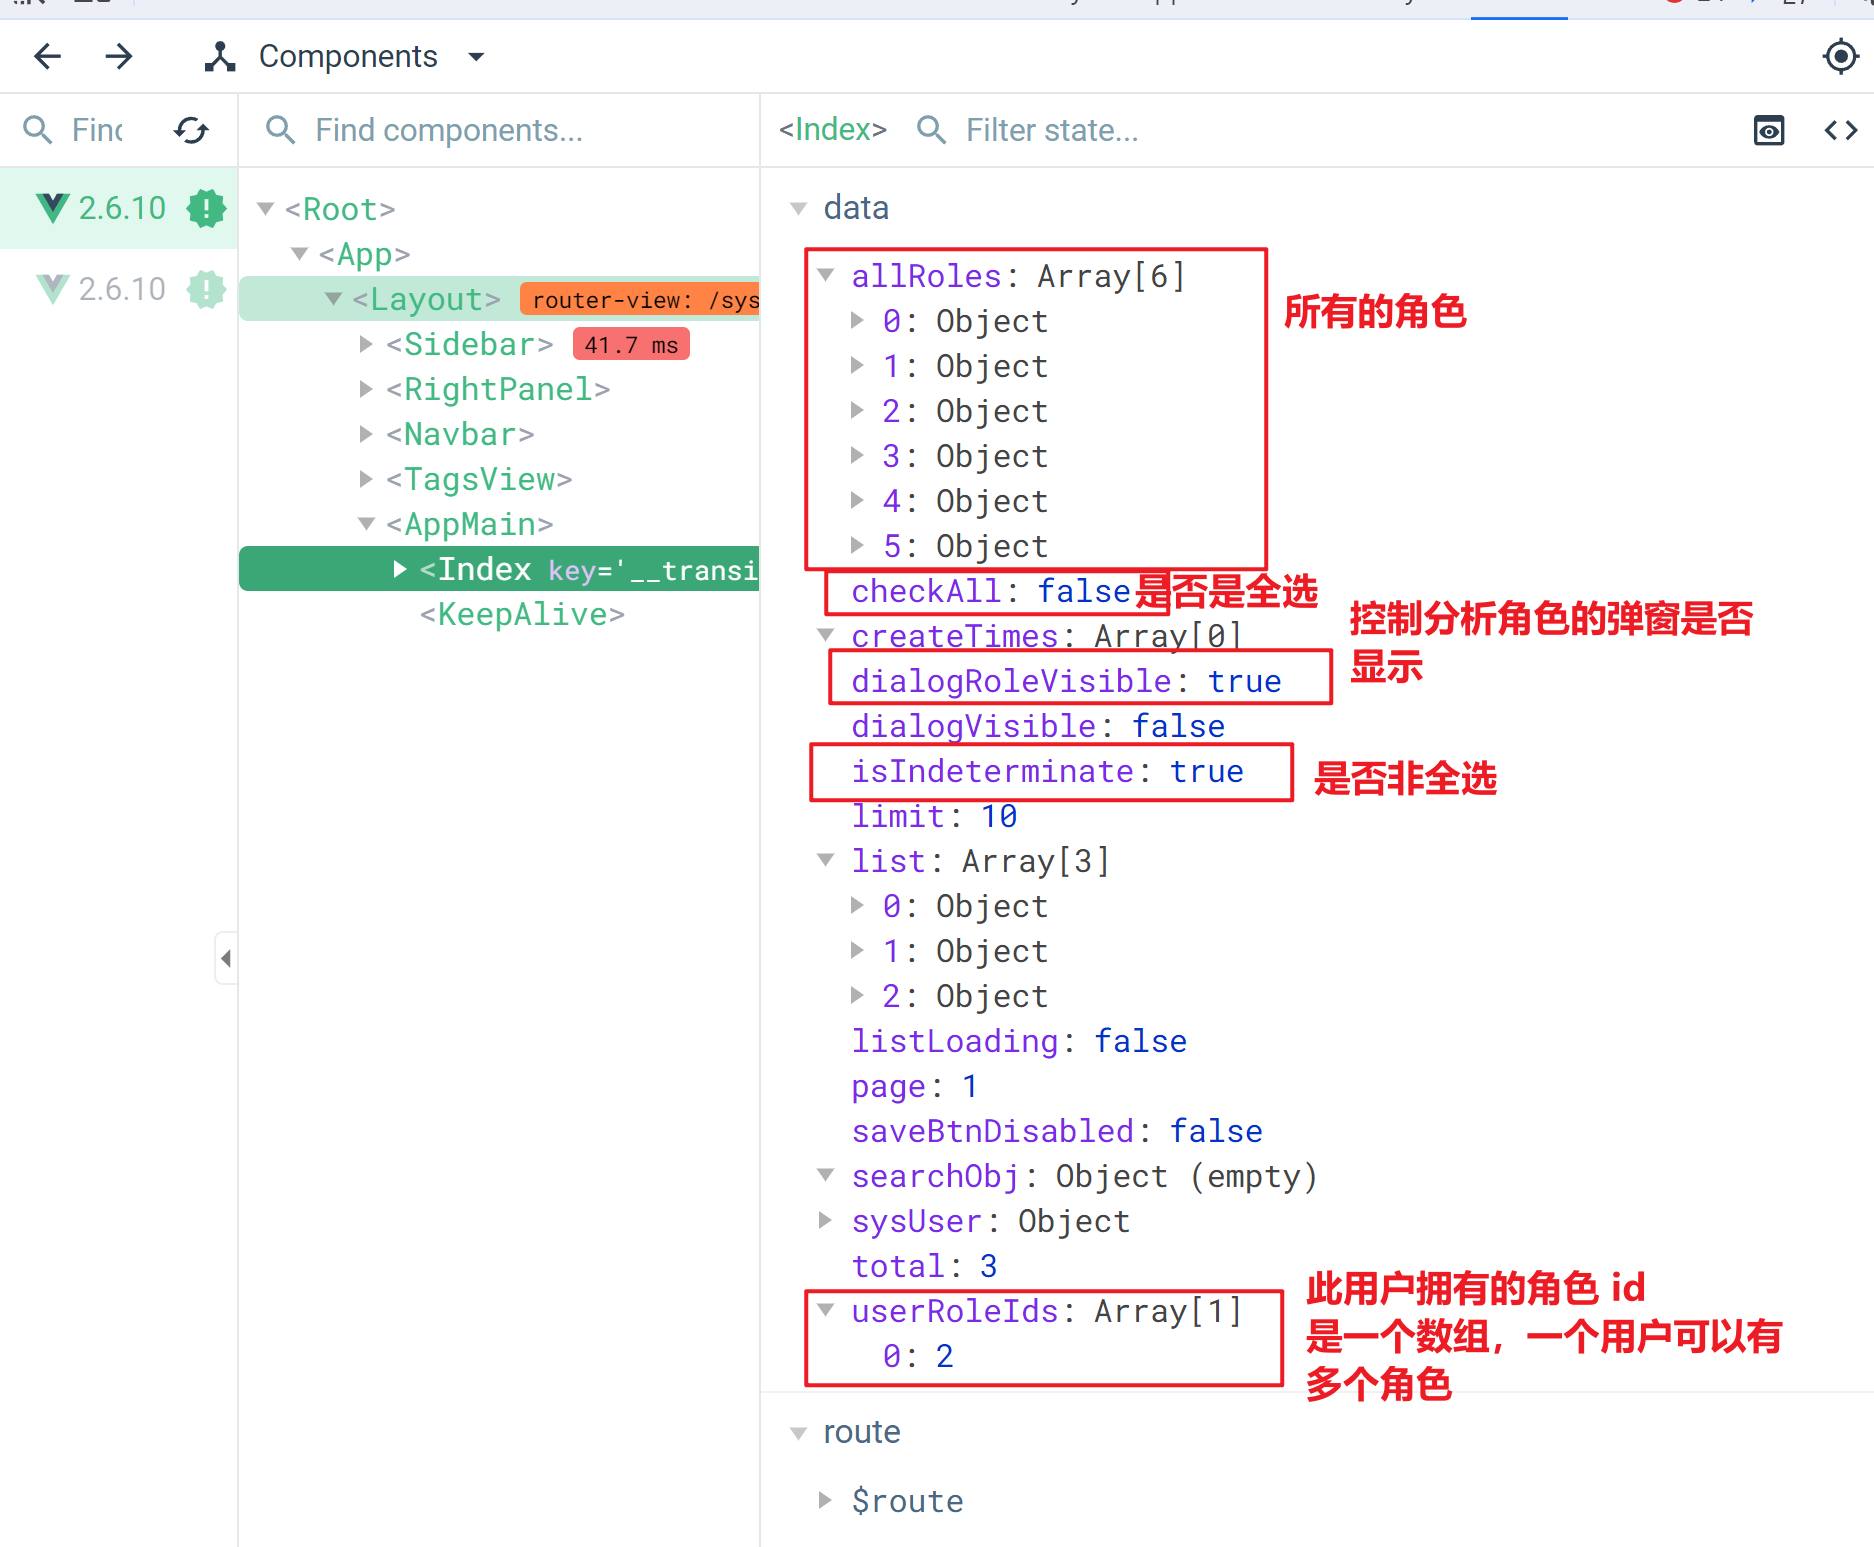 Components
Find
Find components...
<Index>
Filter state...
2.6.10
2.6.10
<Root>
<App>
<Layout> router-view: /sys
<Sidebar> 41.7 ms
<RightPanel>
<Navbar>
<TagsView>
<AppMain>
<Index key='__transi
<KeepAlive>
data
allRoles: Array[6]
所有的角色
0: Object
1: Object
2: Object
3: Object
4: Object
5: Object
checkAll: false
是否是全选
createTimes: Array[0]
控制分析角色的弹窗是否
显示
dialogRoleVisible: true
dialogVisible: false
isIndeterminate: true
是否非全选
limit: 10
list: Array[3]
0: Object
1: Object
2: Object
listLoading: false
page: 1
saveBtnDisabled: false
searchObj: Object (empty)
sysUser: Object
total: 3
userRoleIds: Array[1]
0: 2
此用户拥有的角色 id
是一个数组，一个用户可以有
多个角色
route
$route